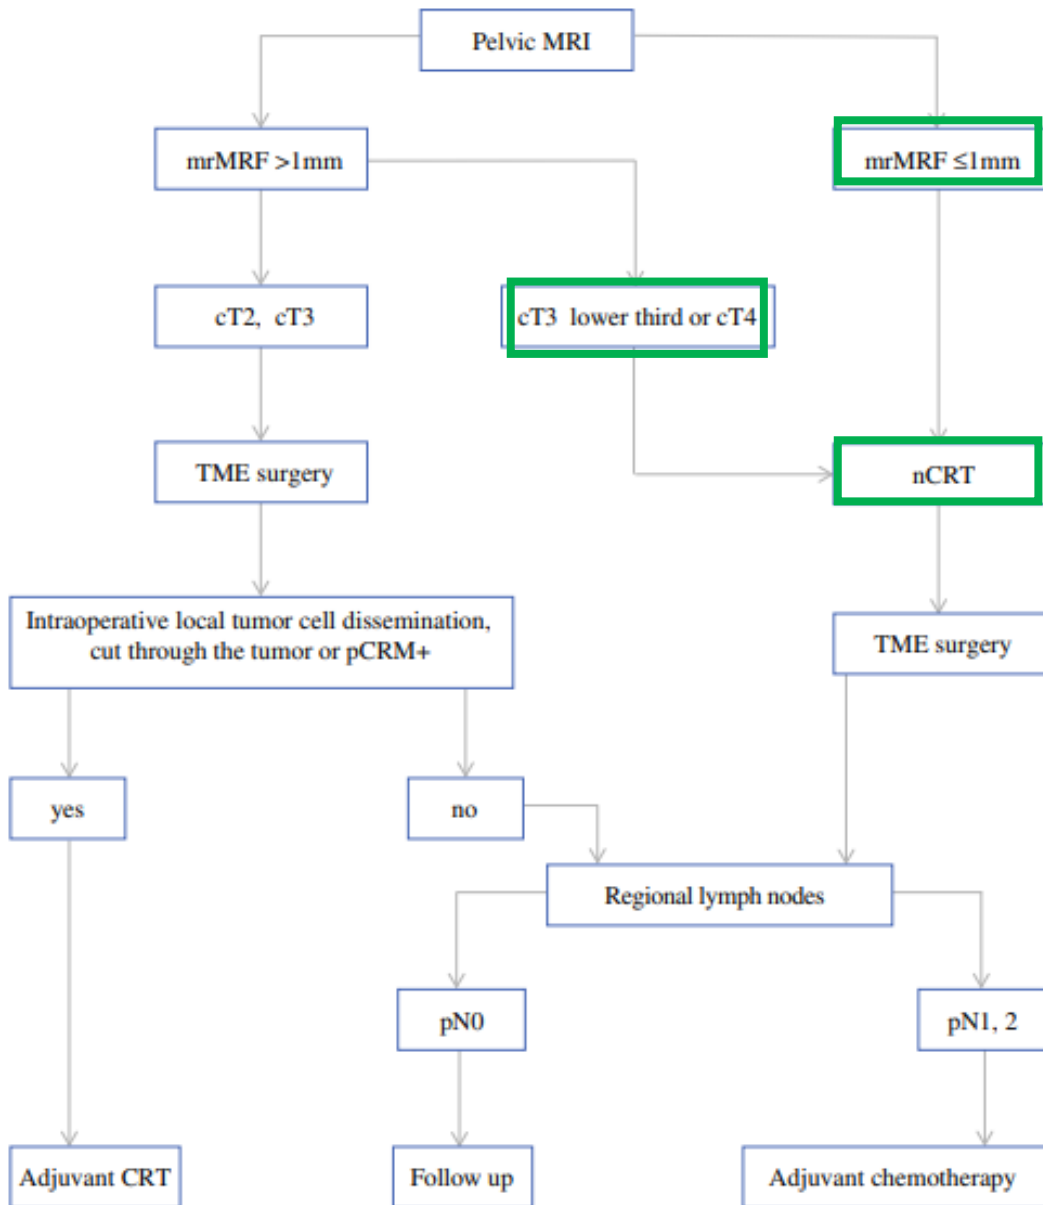 Pelvic MRI
mrMRF >1mm
mrMRF ≤1mm
cT2, cT3
cT3 lower third or cT4
TME surgery
nCRT
Intraoperative local tumor cell dissemination,
cut through the tumor or pCRM+
TME surgery
yes
no
Regional lymph nodes
pN0
pN1, 2
Adjuvant CRT
Follow up
Adjuvant chemotherapy